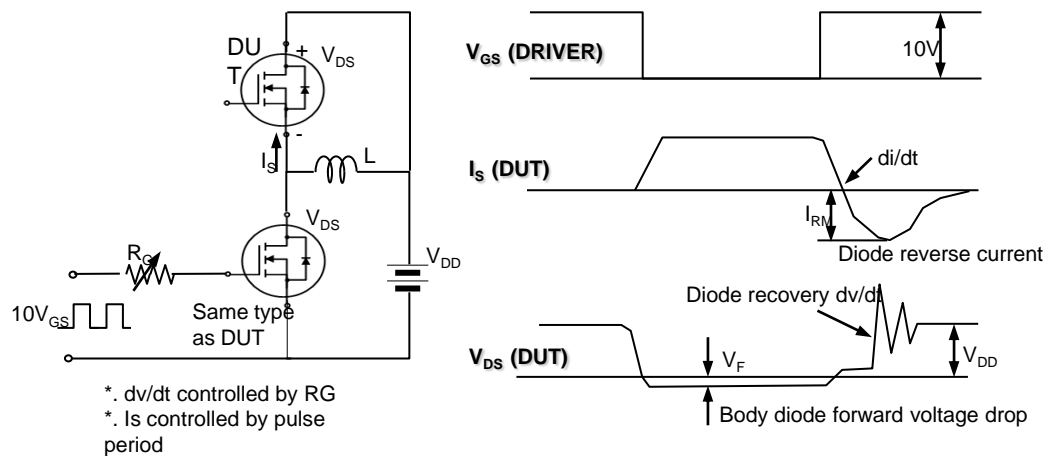 DU
T
+
V_DS
-
I_S
L
V_DS
R_G
V_DD
10V_GS
Same type
as DUT
*. dv/dt controlled by RG
*. Is controlled by pulse
period
V_GS (DRIVER)
10V
I_S (DUT)
di/dt
I_RM
Diode reverse current
Diode recovery dv/dt
V_DS (DUT)
V_F
V_DD
Body diode forward voltage drop